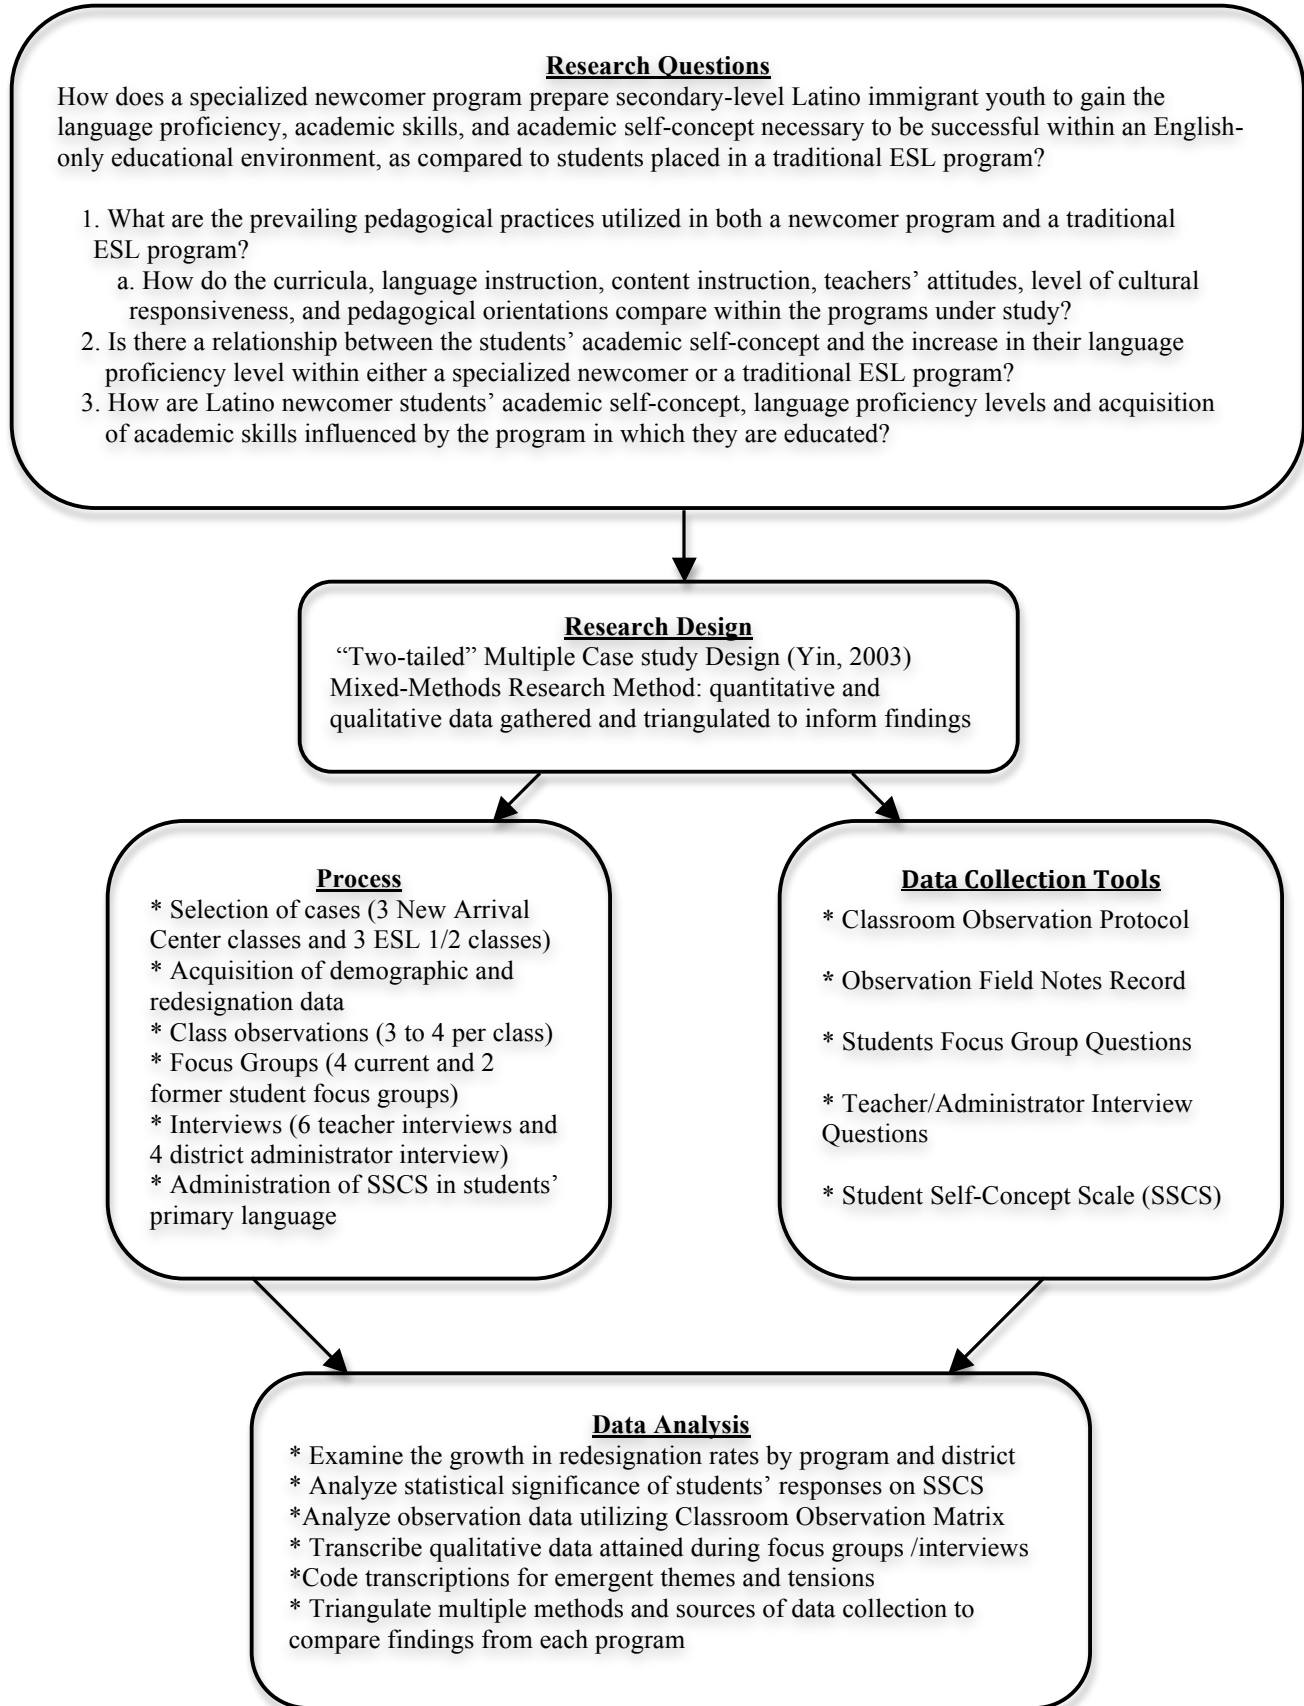 Research Questions
How does a specialized newcomer program prepare secondary-level Latino immigrant youth to gain the
language proficiency, academic skills, and academic self-concept necessary to be successful within an English-
only educational environment, as compared to students placed in a traditional ESL program?
1. What are the prevailing pedagogical practices utilized in both a newcomer program and a traditional
ESL program?
a. How do the curricula, language instruction, content instruction, teachers’ attitudes, level of cultural
responsiveness, and pedagogical orientations compare within the programs under study?
2. Is there a relationship between the students’ academic self-concept and the increase in their language
proficiency level within either a specialized newcomer or a traditional ESL program?
3. How are Latino newcomer students’ academic self-concept, language proficiency levels and acquisition
of academic skills influenced by the program in which they are educated?
Research Design
“Two-tailed” Multiple Case study Design (Yin, 2003)
Mixed-Methods Research Method: quantitative and
qualitative data gathered and triangulated to inform findings
Process
* Selection of cases (3 New Arrival
Center classes and 3 ESL 1/2 classes)
* Acquisition of demographic and
redesignation data
* Class observations (3 to 4 per class)
* Focus Groups (4 current and 2
former student focus groups)
* Interviews (6 teacher interviews and
4 district administrator interview)
* Administration of SSCS in students’
primary language
Data Collection Tools
* Classroom Observation Protocol
* Observation Field Notes Record
* Students Focus Group Questions
* Teacher/Administrator Interview
Questions
* Student Self-Concept Scale (SSCS)
Data Analysis
* Examine the growth in redesignation rates by program and district
* Analyze statistical significance of students’ responses on SSCS
*Analyze observation data utilizing Classroom Observation Matrix
* Transcribe qualitative data attained during focus groups /interviews
*Code transcriptions for emergent themes and tensions
* Triangulate multiple methods and sources of data collection to
compare findings from each program